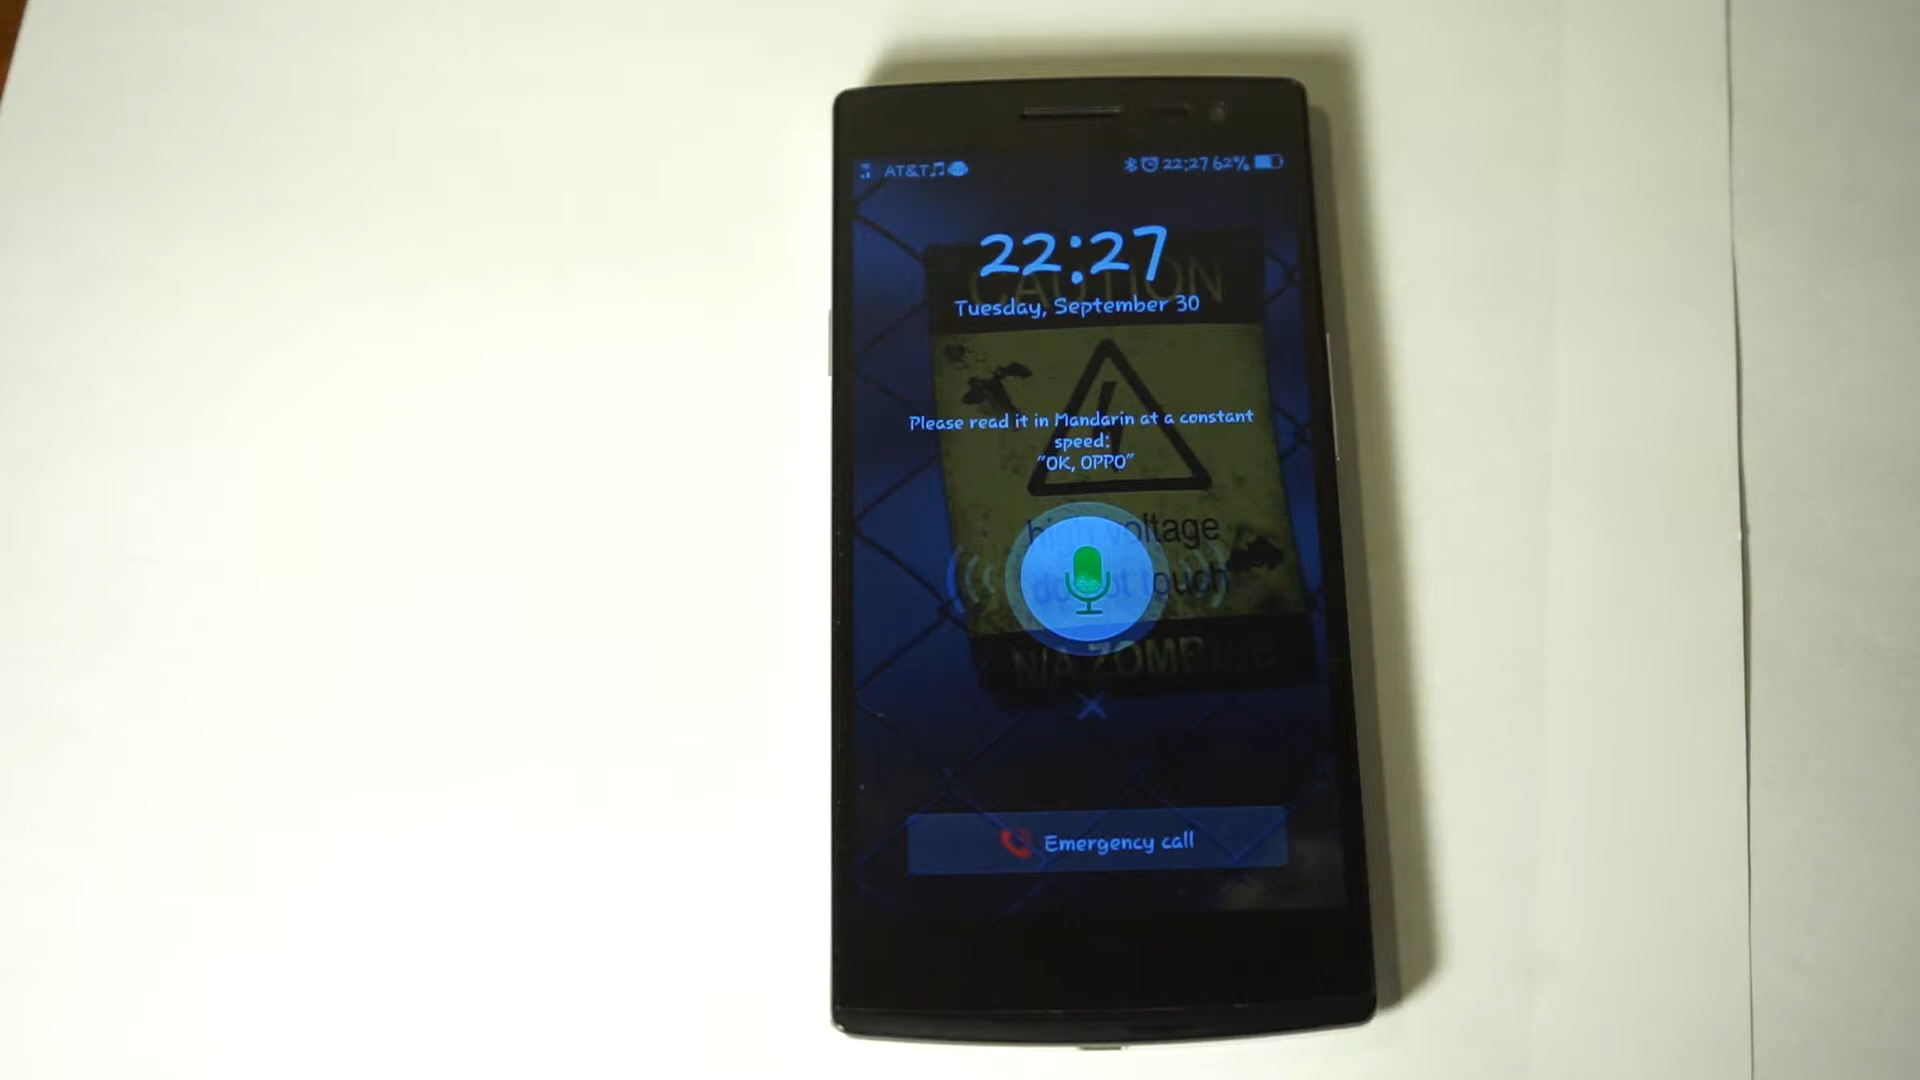 AT&T 22:27 62%
22:27
CAUTION
Tuesday, September 30
Please read it in Mandarin at a constant
speed:
"OK, OPPO"
high voltage
do not touch
N/A ZOMBIES
Emergency call